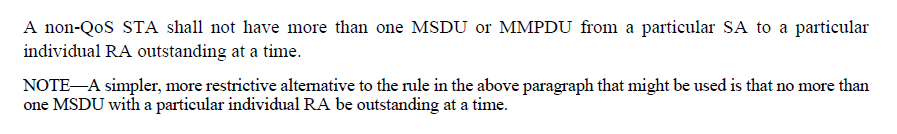 A non-QoS STA shall not have more than one MSDU or MMPDU from a particular SA to a particular
individual RA outstanding at a time.
NOTE—A simpler, more restrictive alternative to the rule in the above paragraph that might be used is that no more than
one MSDU with a particular individual RA be outstanding at a time.